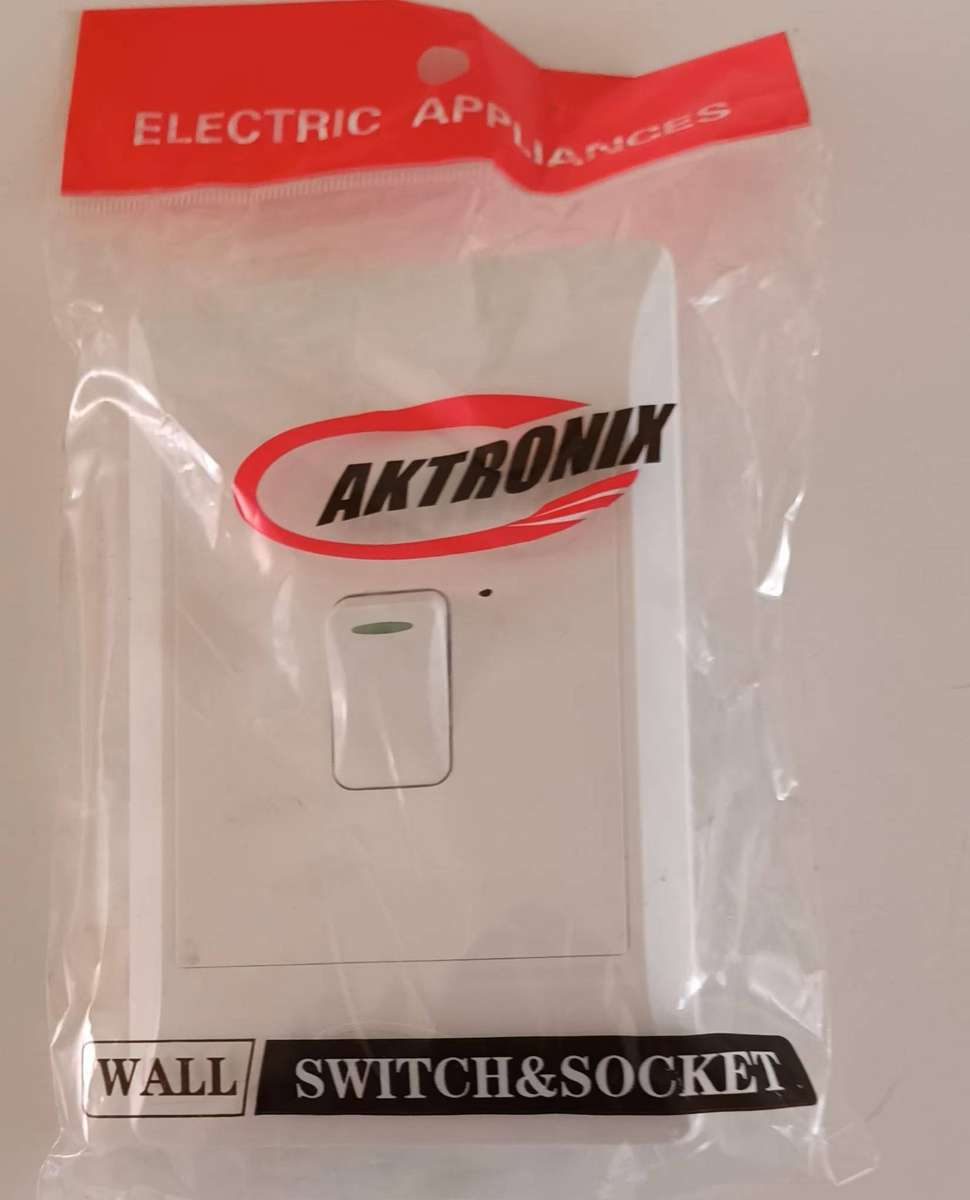 ELECTRIC APPLIANCES
AKTRONIX
WALL SWITCH&SOCKET